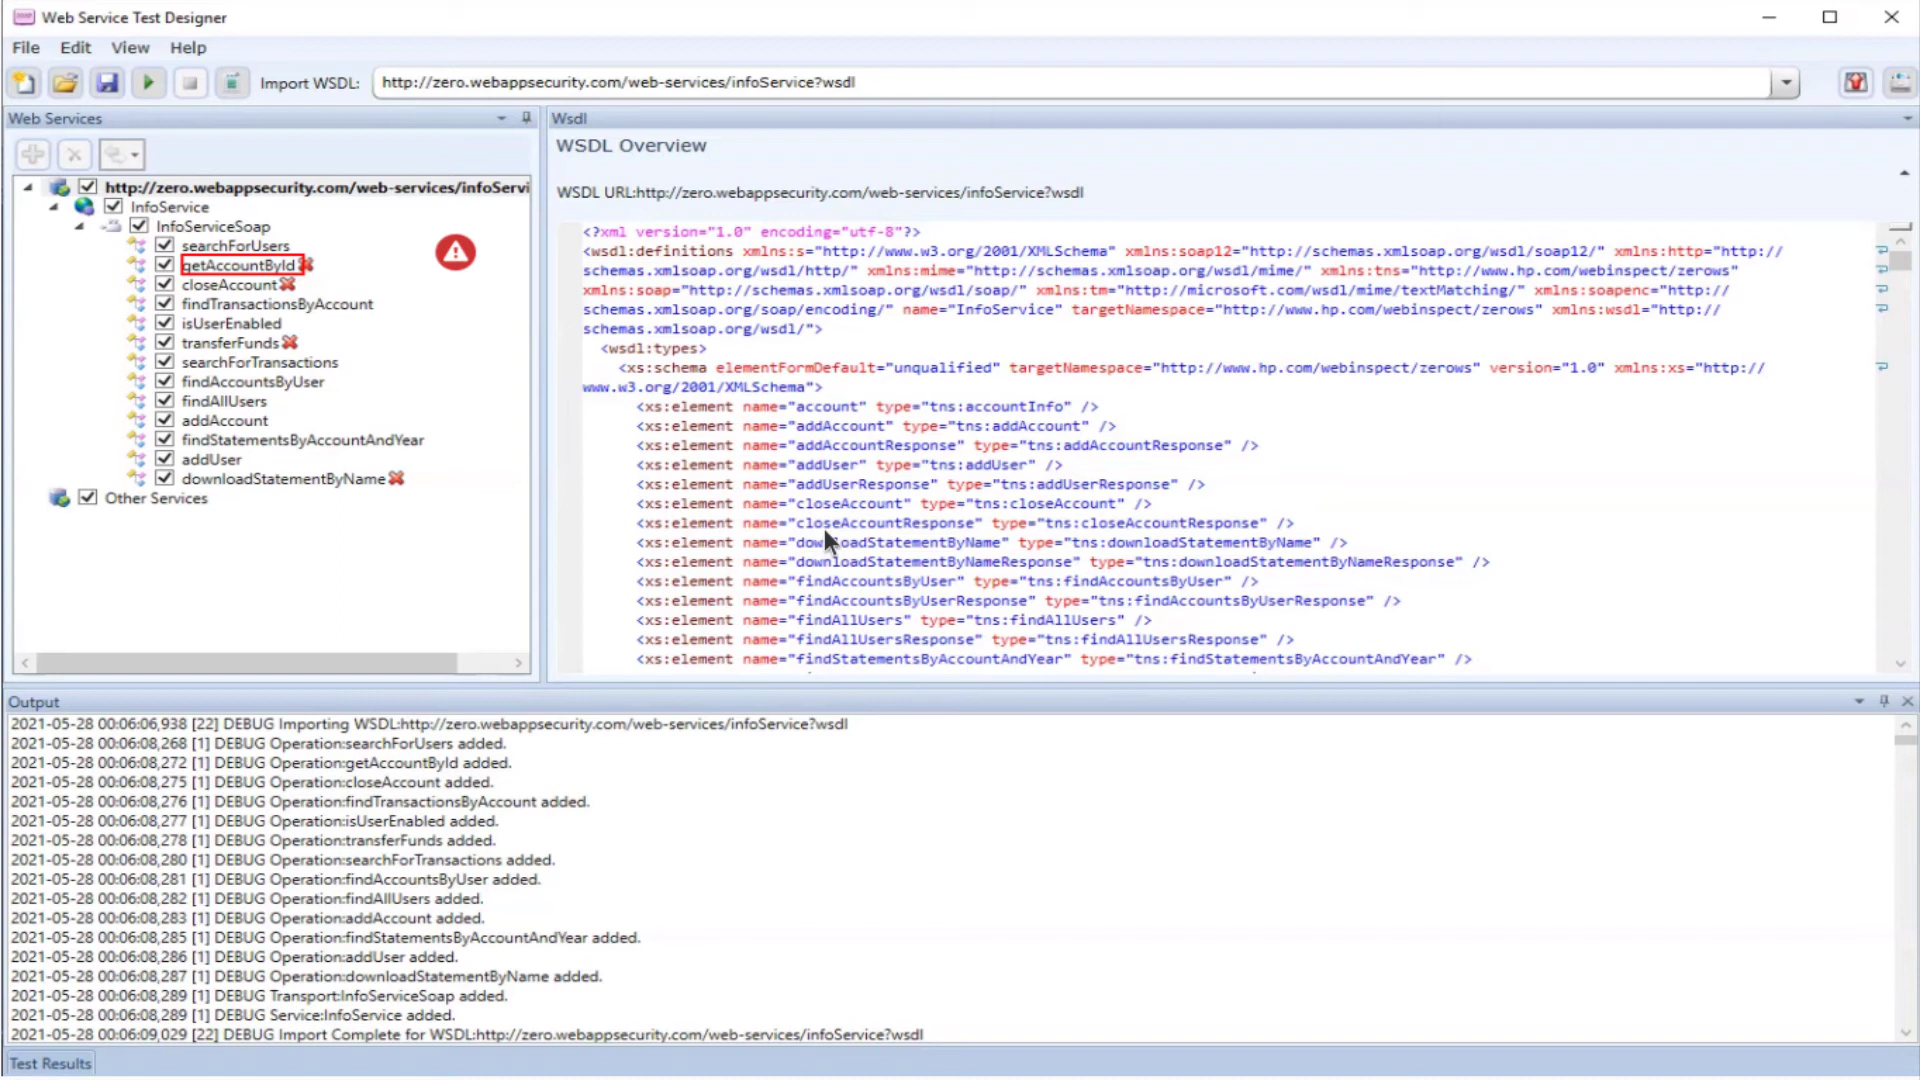 Web Service Test Designer
File Edit View Help
Import WSDL: http://zero.webappsecurity.com/web-services/infoService?wsdl
Web Services
http://zero.webappsecurity.com/web-services/infoServi
InfoService
InfoServiceSoap
searchForUsers
getAccountById
closeAccount
findTransactionsByAccount
isUserEnabled
transferFunds
searchForTransactions
findAccountsByUser
findAllUsers
addAccount
findStatementsByAccountAndYear
addUser
downloadStatementByName
Other Services
Wsdl
WSDL Overview
WSDL URL:http://zero.webappsecurity.com/web-services/infoService?wsdl
<?xml version="1.0" encoding="utf-8"?>
<wsdl:definitions xmlns:s="http://www.w3.org/2001/XMLSchema" xmlns:soap12="http://schemas.xmlsoap.org/wsdl/soap12/" xmlns:http="http://
schemas.xmlsoap.org/wsdl/http/" xmlns:mime="http://schemas.xmlsoap.org/wsdl/mime/" xmlns:tns="http://www.hp.com/webinspect/zerows"
xmlns:soap="http://schemas.xmlsoap.org/wsdl/soap/" xmlns:tm="http://microsoft.com/wsdl/mime/textMatching/" xmlns:soapenc="http://
schemas.xmlsoap.org/soap/encoding/" name="InfoService" targetNamespace="http://www.hp.com/webinspect/zerows" xmlns:wsdl="http://
schemas.xmlsoap.org/wsdl/">
<wsdl:types>
<xs:schema elementFormDefault="unqualified" targetNamespace="http://www.hp.com/webinspect/zerows" version="1.0" xmlns:xs="http://
www.w3.org/2001/XMLSchema">
<xs:element name="account" type="tns:accountInfo" />
<xs:element name="addAccount" type="tns:addAccount" />
<xs:element name="addAccountResponse" type="tns:addAccountResponse" />
<xs:element name="addUser" type="tns:addUser" />
<xs:element name="addUserResponse" type="tns:addUserResponse" />
<xs:element name="closeAccount" type="tns:closeAccount" />
<xs:element name="closeAccountResponse" type="tns:closeAccountResponse" />
<xs:element name="downloadStatementByName" type="tns:downloadStatementByName" />
<xs:element name="downloadStatementByNameResponse" type="tns:downloadStatementByNameResponse" />
<xs:element name="findAccountsByUser" type="tns:findAccountsByUser" />
<xs:element name="findAccountsByUserResponse" type="tns:findAccountsByUserResponse" />
<xs:element name="findAllUsers" type="tns:findAllUsers" />
<xs:element name="findAllUsersResponse" type="tns:findAllUsersResponse" />
<xs:element name="findStatementsByAccountAndYear" type="tns:findStatementsByAccountAndYear" />
Output
2021-05-28 00:06:06,938 [22] DEBUG Importing WSDL:http://zero.webappsecurity.com/web-services/infoService?wsdl
2021-05-28 00:06:08,268 [1] DEBUG Operation:searchForUsers added.
2021-05-28 00:06:08,272 [1] DEBUG Operation:getAccountById added.
2021-05-28 00:06:08,275 [1] DEBUG Operation:closeAccount added.
2021-05-28 00:06:08,276 [1] DEBUG Operation:findTransactionsByAccount added.
2021-05-28 00:06:08,277 [1] DEBUG Operation:isUserEnabled added.
2021-05-28 00:06:08,278 [1] DEBUG Operation:transferFunds added.
2021-05-28 00:06:08,280 [1] DEBUG Operation:searchForTransactions added.
2021-05-28 00:06:08,281 [1] DEBUG Operation:findAccountsByUser added.
2021-05-28 00:06:08,282 [1] DEBUG Operation:findAllUsers added.
2021-05-28 00:06:08,283 [1] DEBUG Operation:addAccount added.
2021-05-28 00:06:08,285 [1] DEBUG Operation:findStatementsByAccountAndYear added.
2021-05-28 00:06:08,286 [1] DEBUG Operation:addUser added.
2021-05-28 00:06:08,287 [1] DEBUG Operation:downloadStatementByName added.
2021-05-28 00:06:08,289 [1] DEBUG Transport:InfoServiceSoap added.
2021-05-28 00:06:08,289 [1] DEBUG Service:InfoService added.
2021-05-28 00:06:09,029 [22] DEBUG Import Complete for WSDL:http://zero.webappsecurity.com/web-services/infoService?wsdl
Test Results